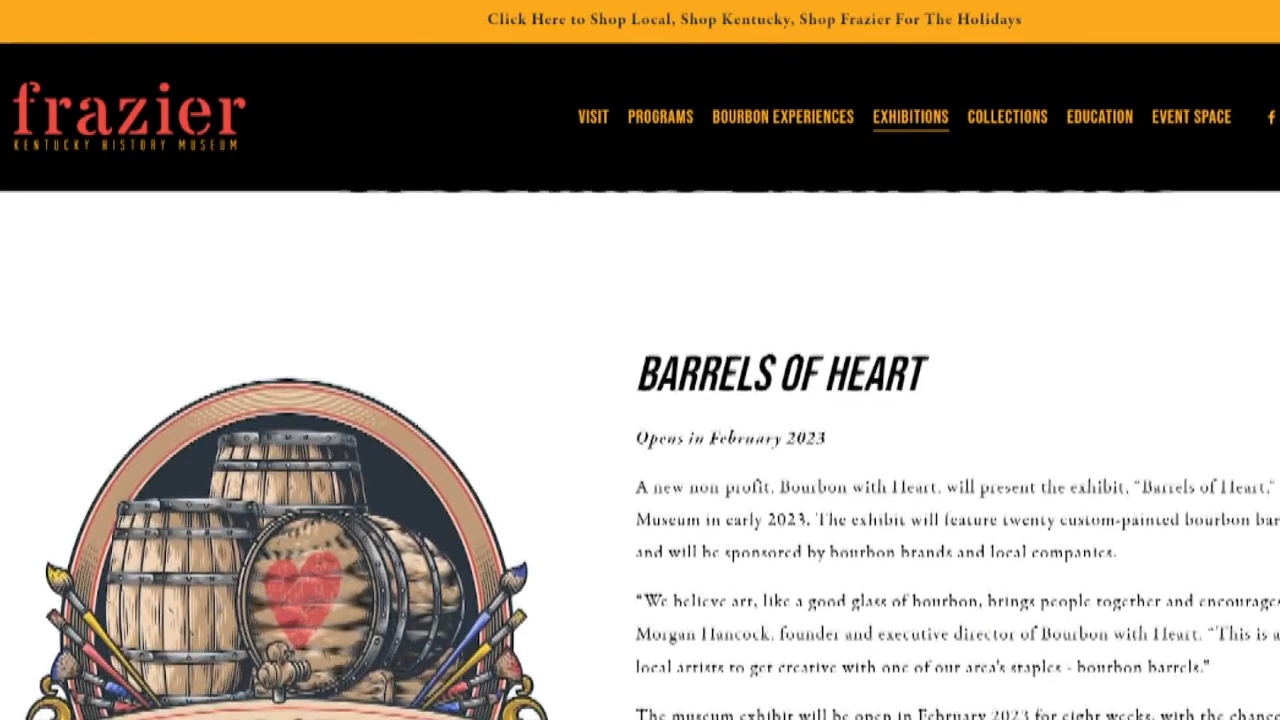 Click Here to Shop Local, Shop Kentucky, Shop Frazier For The Holidays
frazier
KENTUCKY HISTORY MUSEUM
VISIT PROGRAMS BOURBON EXPERIENCES EXHIBITIONS COLLECTIONS EDUCATION EVENT SPACE
BARRELS OF HEART
Opens in February 2023
A new non profit, Bourbon with Heart, will present the exhibit, "Barrels of Heart,"
Museum in early 2023. The exhibit will feature twenty custom-painted bourbon bar
and will be sponsored by bourbon brands and local companies.
"We believe art, like a good glass of bourbon, brings people together and encourages
Morgan Hancock, founder and executive director of Bourbon with Heart. "This is a
local artists to get creative with one of our area's staples - bourbon barrels."
The museum exhibit will be open in February 2023 for eight weeks, with the chance